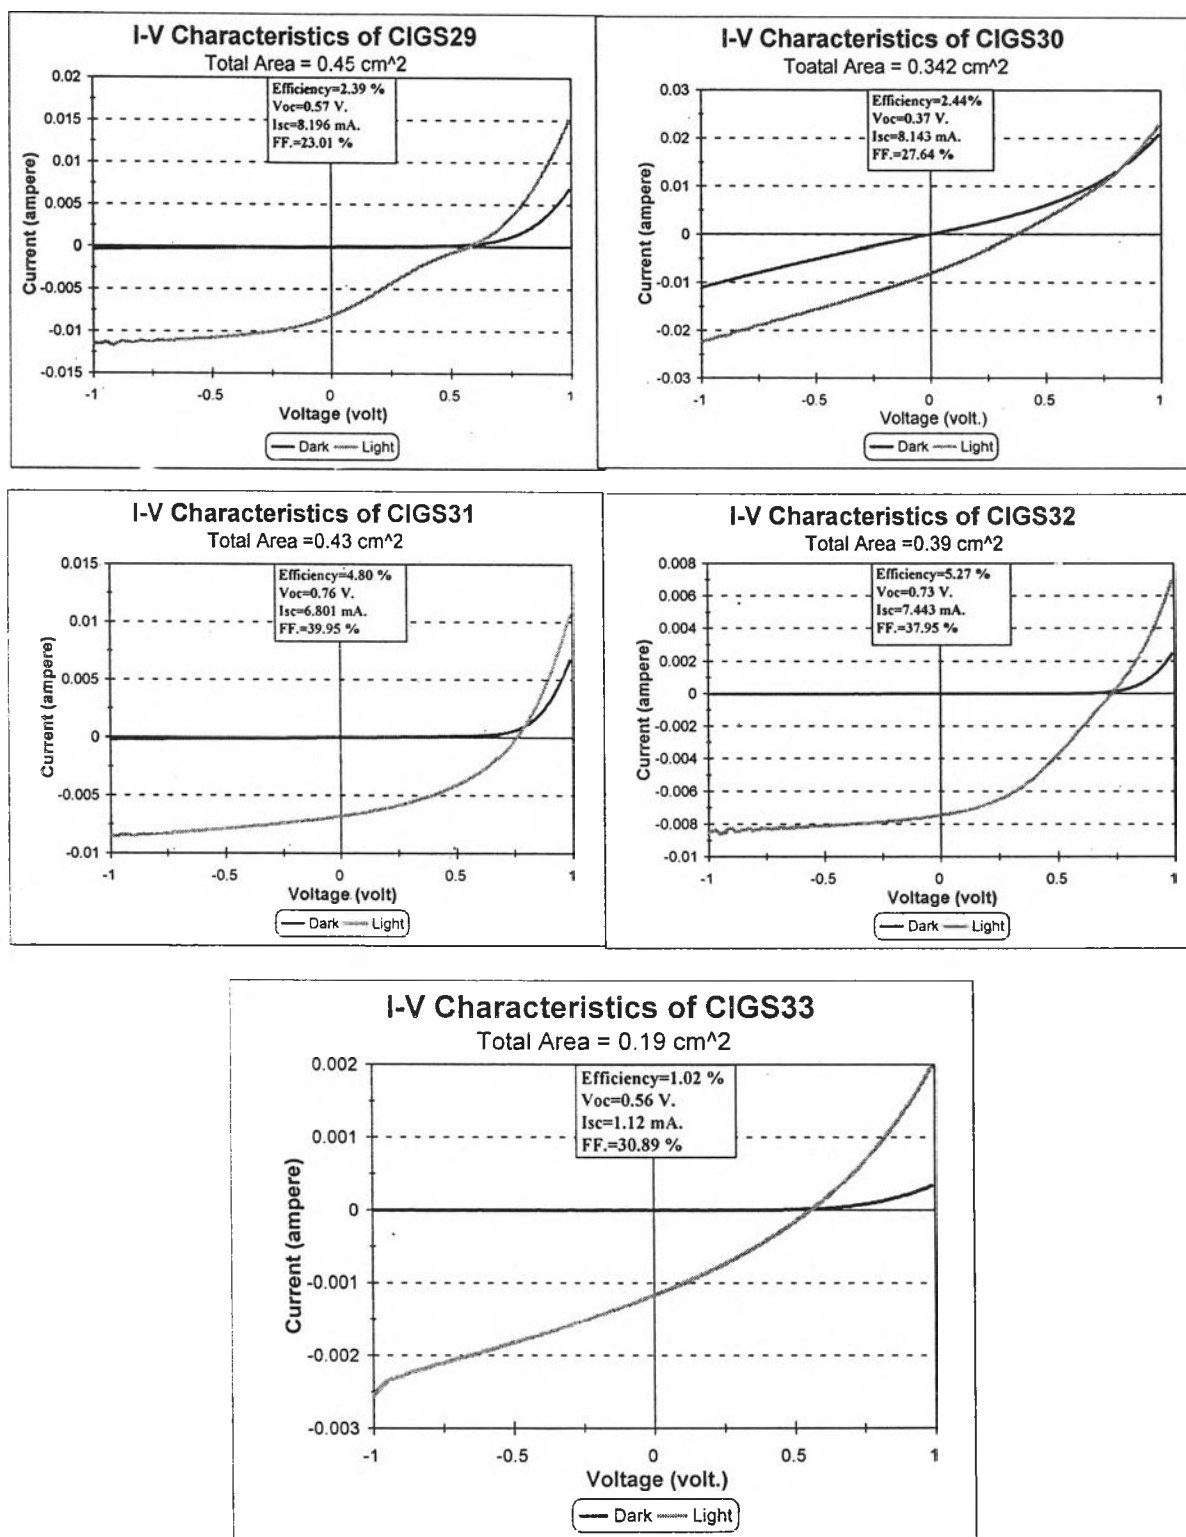 I-V Characteristics of CIGS29
Total Area = 0.45 cm^2
Efficiency=2.39 %
Voc=0.57 V.
Isc=8.196 mA.
FF.=23.01 %
0.02
0.015
0.01
0.005
0
-0.005
-0.01
-0.015
Current (ampere)
-1
-0.5
0
0.5
1
Voltage (volt)
Dark Light
I-V Characteristics of CIGS30
Toatal Area = 0.342 cm^2
Efficiency=2.44%
Voc=0.37 V.
Isc=8.143 mA.
FF.=27.64 %
0.03
0.02
0.01
0
-0.01
-0.02
-0.03
Current (ampere)
-1
-0.5
0
0.5
1
Voltage (volt.)
Dark Light
I-V Characteristics of CIGS31
Total Area =0.43 cm^2
Efficiency=4.80 %
Voc=0.76 V.
Isc=6.801 mA.
FF.=39.95 %
0.015
0.01
0.005
0
-0.005
-0.01
Current (ampere)
-1
-0.5
0
0.5
1
Voltage (volt)
Dark Light
I-V Characteristics of CIGS32
Total Area =0.39 cm^2
Efficiency=5.27 %
Voc=0.73 V.
Isc=7.443 mA.
FF.=37.95 %
0.008
0.006
0.004
0.002
0
-0.002
-0.004
-0.006
-0.008
-0.01
Current (ampere)
-1
-0.5
0
0.5
1
Voltage (volt)
Dark Light
I-V Characteristics of CIGS33
Total Area = 0.19 cm^2
Efficiency=1.02 %
Voc=0.56 V.
Isc=1.12 mA.
FF.=30.89 %
0.002
0.001
0
-0.001
-0.002
-0.003
Current (ampere)
-1
-0.5
0
0.5
1
Voltage (volt.)
Dark Light